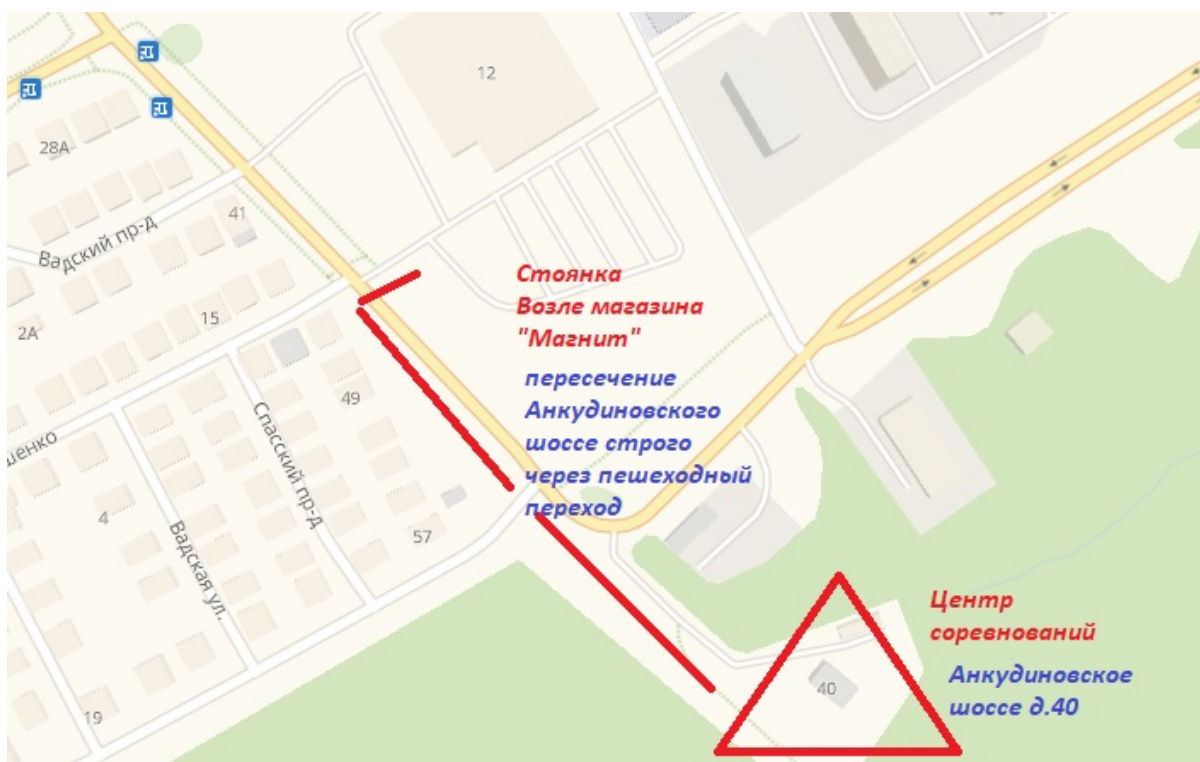 12
28А
41
Вадский пр-д
15
2А
49
Стоянка
Возле магазина
"Магнит"
пересечение
Анкудиновского
шоссе строго
через пешеходный
переход
шенко
Спасский пр-д
4
57
Вадская ул.
19
40
Центр
соревнований
Анкудиновское
шоссе д.40